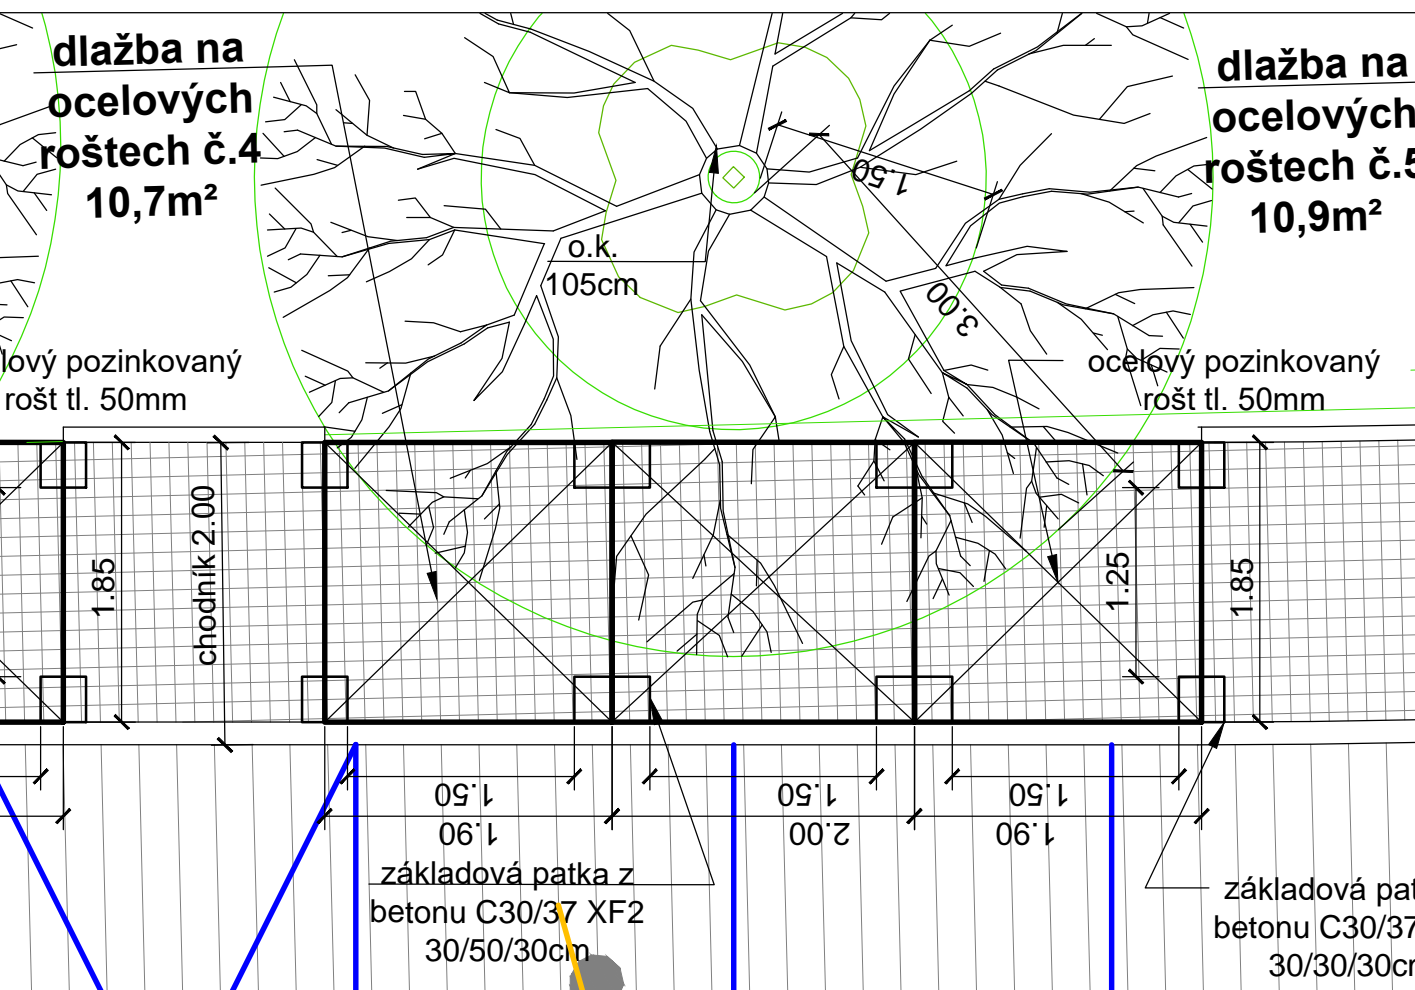 dlažba na
ocelových
roštech č.4
10,7m²
dlažba na
ocelových
roštech č.5
10,9m²
1.50
o.k.
105cm
3.00
lový pozinkovaný
rošt tl. 50mm
ocelový pozinkovaný
rošt tl. 50mm
1.85
chodník 2.00
1.25
1.85
1.50
1.50
1.50
1.90
2.00
1.90
základová patka z
betonu C30/37 XF2
30/50/30cm
základová pat
betonu C30/37
30/30/30cm